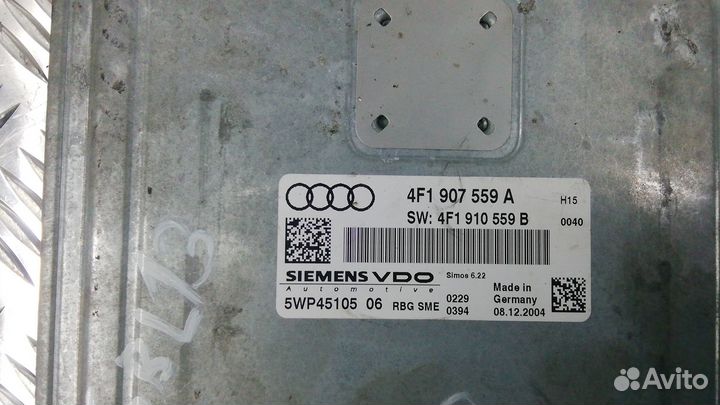 4F1 907 559 A
H15
SW: 4F1 910 559 B
0040
SIEMENS VDO
Simos 6.22
Automotive
5WP45105 06
RBG SME
0229
0394
Made in
Germany
08.12.2004
Avito